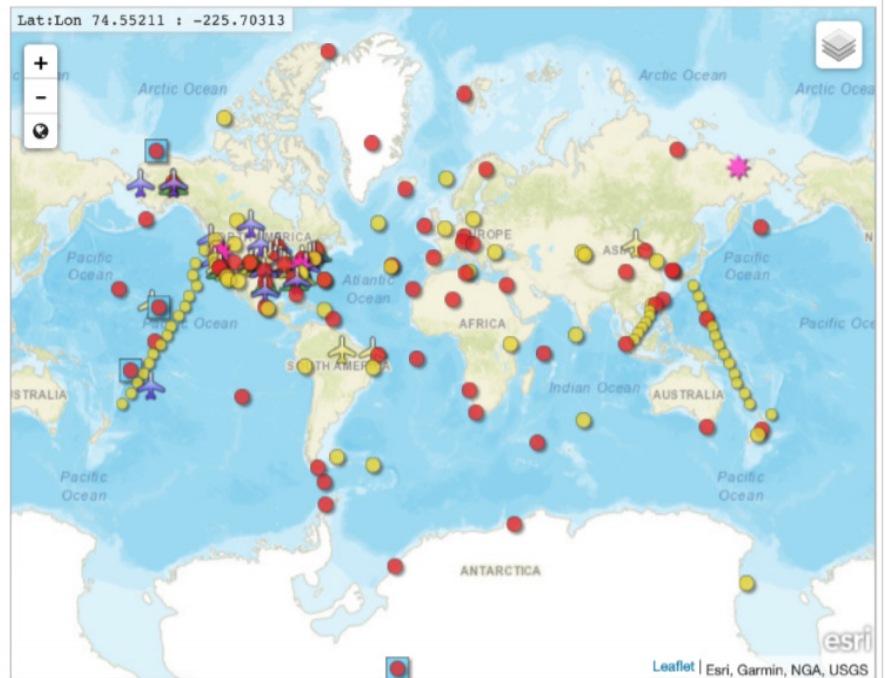 Lat:Lon 74.55211 : -225.70313
+
−
Arctic Ocean
Arctic Ocean
Arctic Ocea
EUROPE
ASIA
Pacific
Ocean
Atlantic
Ocean
Pacific
Ocean
Pacific Ocean
AFRICA
Pacific Oce
SOUTH AMERICA
STRALIA
Indian Ocean
AUSTRALIA
Pacific
Ocean
Pacific
Ocean
ANTARCTICA
esri
Leaflet | Esri, Garmin, NGA, USGS